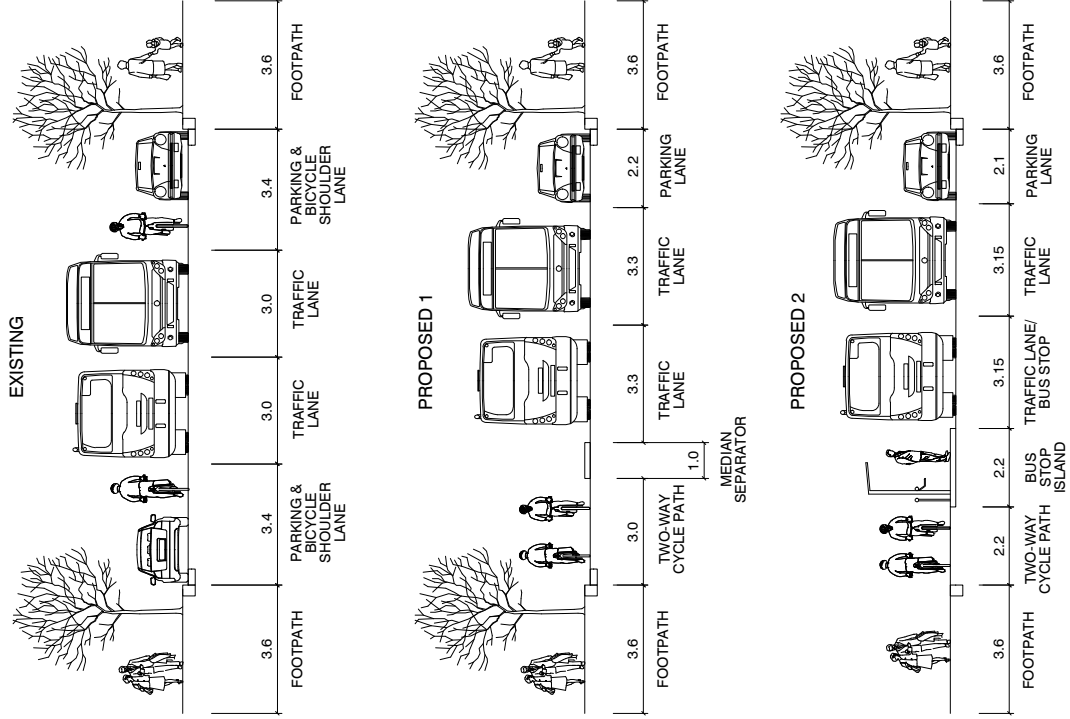 EXISTING
3.6
3.4
3.0
3.0
3.4
3.6
FOOTPATH
PARKING &
BICYCLE
SHOULDER
LANE
TRAFFIC
LANE
TRAFFIC
LANE
PARKING &
BICYCLE
SHOULDER
LANE
FOOTPATH
PROPOSED 1
3.6
3.0
3.3
3.3
2.2
3.6
FOOTPATH
TWO-WAY
CYCLE PATH
TRAFFIC
LANE
TRAFFIC
LANE
PARKING
LANE
FOOTPATH
1.0
MEDIAN
SEPARATOR
PROPOSED 2
3.6
2.2
2.2
3.15
3.15
2.1
3.6
FOOTPATH
TWO-WAY
CYCLE PATH
BUS
STOP
ISLAND
TRAFFIC LANE/
BUS STOP
TRAFFIC
LANE
PARKING
LANE
FOOTPATH